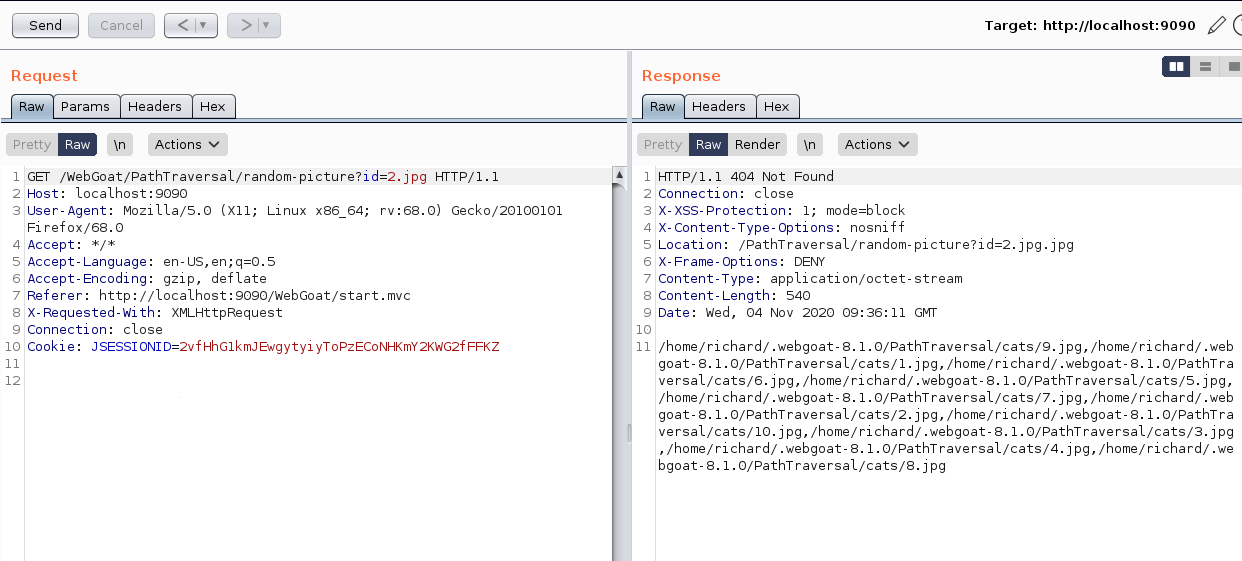 Send Cancel < > Target: http://localhost:9090
Request
Raw Params Headers Hex
Pretty Raw \n Actions
1 GET /WebGoat/PathTraversal/random-picture?id=2.jpg HTTP/1.1
2 Host: localhost:9090
3 User-Agent: Mozilla/5.0 (X11; Linux x86_64; rv:68.0) Gecko/20100101
Firefox/68.0
4 Accept: */*
5 Accept-Language: en-US,en;q=0.5
6 Accept-Encoding: gzip, deflate
7 Referer: http://localhost:9090/WebGoat/start.mvc
8 X-Requested-With: XMLHttpRequest
9 Connection: close
10 Cookie: JSESSIONID=2vfHhG1kmJEwgytyiyToPzECoNHKmY2KWG2fFFKZ
11
12
Response
Raw Headers Hex
Pretty Raw Render \n Actions
1 HTTP/1.1 404 Not Found
2 Connection: close
3 X-XSS-Protection: 1; mode=block
4 X-Content-Type-Options: nosniff
5 Location: /PathTraversal/random-picture?id=2.jpg.jpg
6 X-Frame-Options: DENY
7 Content-Type: application/octet-stream
8 Content-Length: 540
9 Date: Wed, 04 Nov 2020 09:36:11 GMT
10
11 /home/richard/.webgoat-8.1.0/PathTraversal/cats/9.jpg,/home/richard/.web
goat-8.1.0/PathTraversal/cats/1.jpg,/home/richard/.webgoat-8.1.0/PathTra
versal/cats/6.jpg,/home/richard/.webgoat-8.1.0/PathTraversal/cats/5.jpg,
/home/richard/.webgoat-8.1.0/PathTraversal/cats/7.jpg,/home/richard/.web
goat-8.1.0/PathTraversal/cats/2.jpg,/home/richard/.webgoat-8.1.0/PathTra
versal/cats/10.jpg,/home/richard/.webgoat-8.1.0/PathTraversal/cats/3.jpg
,/home/richard/.webgoat-8.1.0/PathTraversal/cats/4.jpg,/home/richard/.we
bgoat-8.1.0/PathTraversal/cats/8.jpg